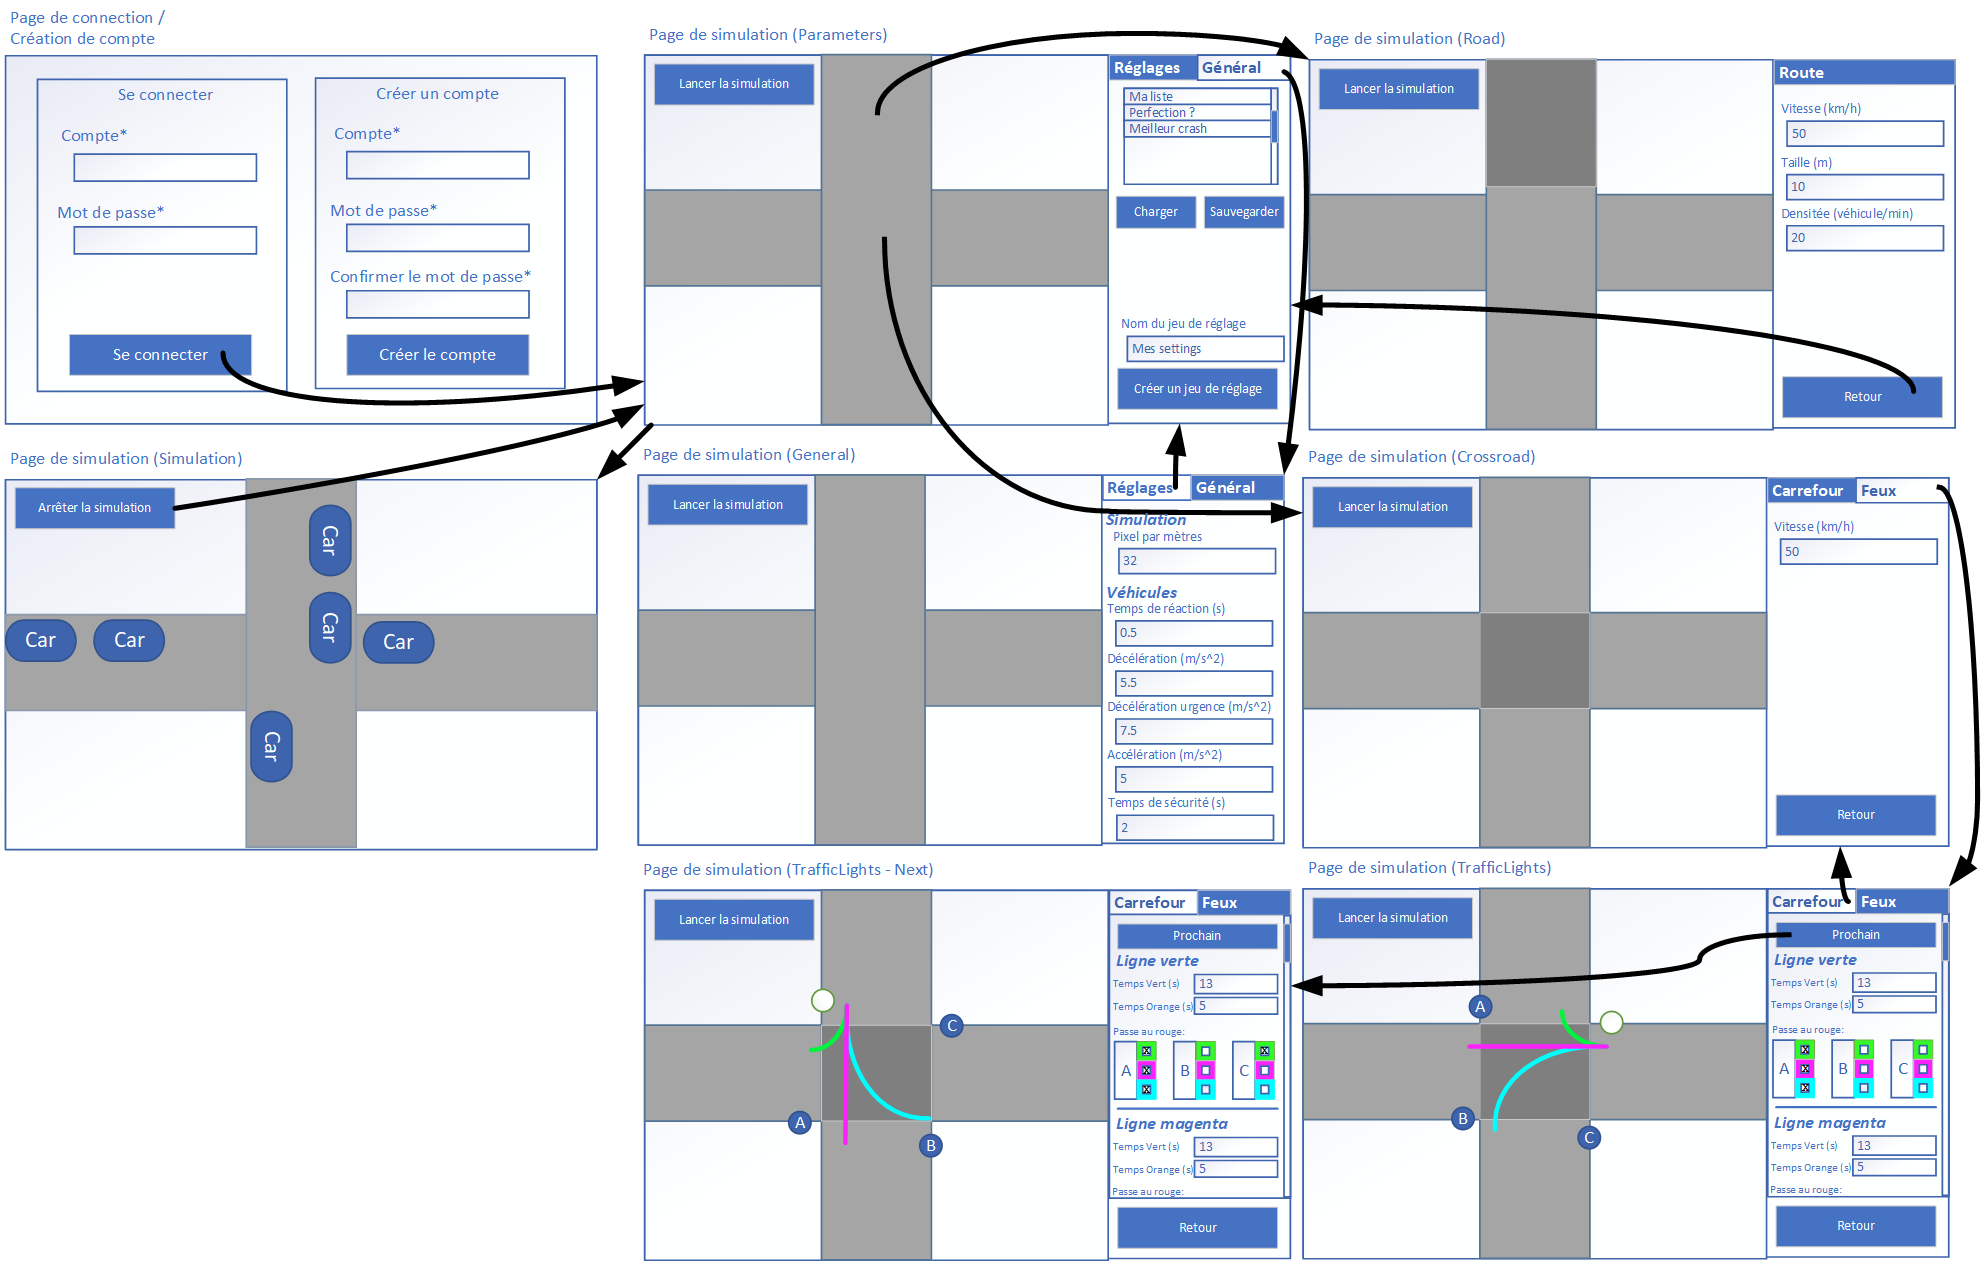 Page de connection /
Création de compte
Se connecter
Compte*
Mot de passe*
Se connecter
Créer un compte
Compte*
Mot de passe*
Confirmer le mot de passe*
Créer le compte
Page de simulation (Parameters)
Lancer la simulation
Réglages Général
Ma liste
Perfection ?
Meilleur crash
Charger Sauvegarder
Nom du jeu de réglage
Mes settings
Créer un jeu de réglage
Page de simulation (Road)
Lancer la simulation
Route
Vitesse (km/h)
50
Taille (m)
10
Densitée (véhicule/min)
20
Retour
Page de simulation (Simulation)
Arrêter la simulation
Car
Car
Car
Car
Car
Car
Page de simulation (General)
Lancer la simulation
Réglages Général
Simulation
Pixel par mètres
32
Véhicules
Temps de réaction (s)
0.5
Décélération (m/s^2)
5.5
Décélération urgence (m/s^2)
7.5
Accélération (m/s^2)
5
Temps de sécurité (s)
2
Page de simulation (Crossroad)
Lancer la simulation
Carrefour Feux
Vitesse (km/h)
50
Retour
Page de simulation (TrafficLights - Next)
Lancer la simulation
C
A
B
Carrefour Feux
Prochain
Ligne verte
Temps Vert (s) 13
Temps Orange (s) 5
Passe au rouge:
A B C
Ligne magenta
Temps Vert (s) 13
Temps Orange (s) 5
Passe au rouge:
Retour
Page de simulation (TrafficLights)
Lancer la simulation
A
B
C
Carrefour Feux
Prochain
Ligne verte
Temps Vert (s) 13
Temps Orange (s) 5
Passe au rouge:
A B C
Ligne magenta
Temps Vert (s) 13
Temps Orange (s) 5
Passe au rouge:
Retour